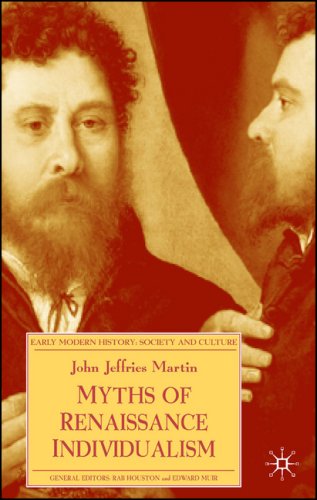 EARLY MODERN HISTORY: SOCIETY AND CULTURE
John Jeffries Martin
MYTHS OF
RENAISSANCE
INDIVIDUALISM
GENERAL EDITORS: RAB HOUSTON and EDWARD MUIR